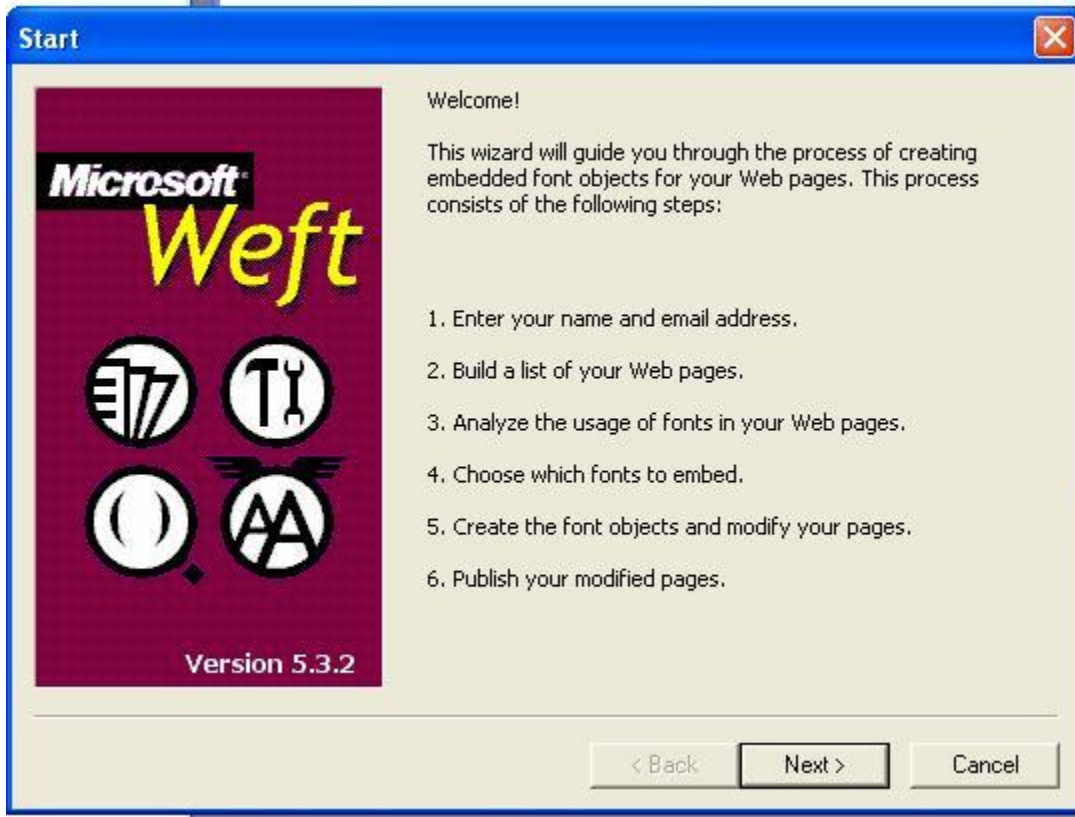 Start
Microsoft
Weft
Version 5.3.2
Welcome!
This wizard will guide you through the process of creating
embedded font objects for your Web pages. This process
consists of the following steps:
1. Enter your name and email address.
2. Build a list of your Web pages.
3. Analyze the usage of fonts in your Web pages.
4. Choose which fonts to embed.
5. Create the font objects and modify your pages.
6. Publish your modified pages.
< Back
Next >
Cancel